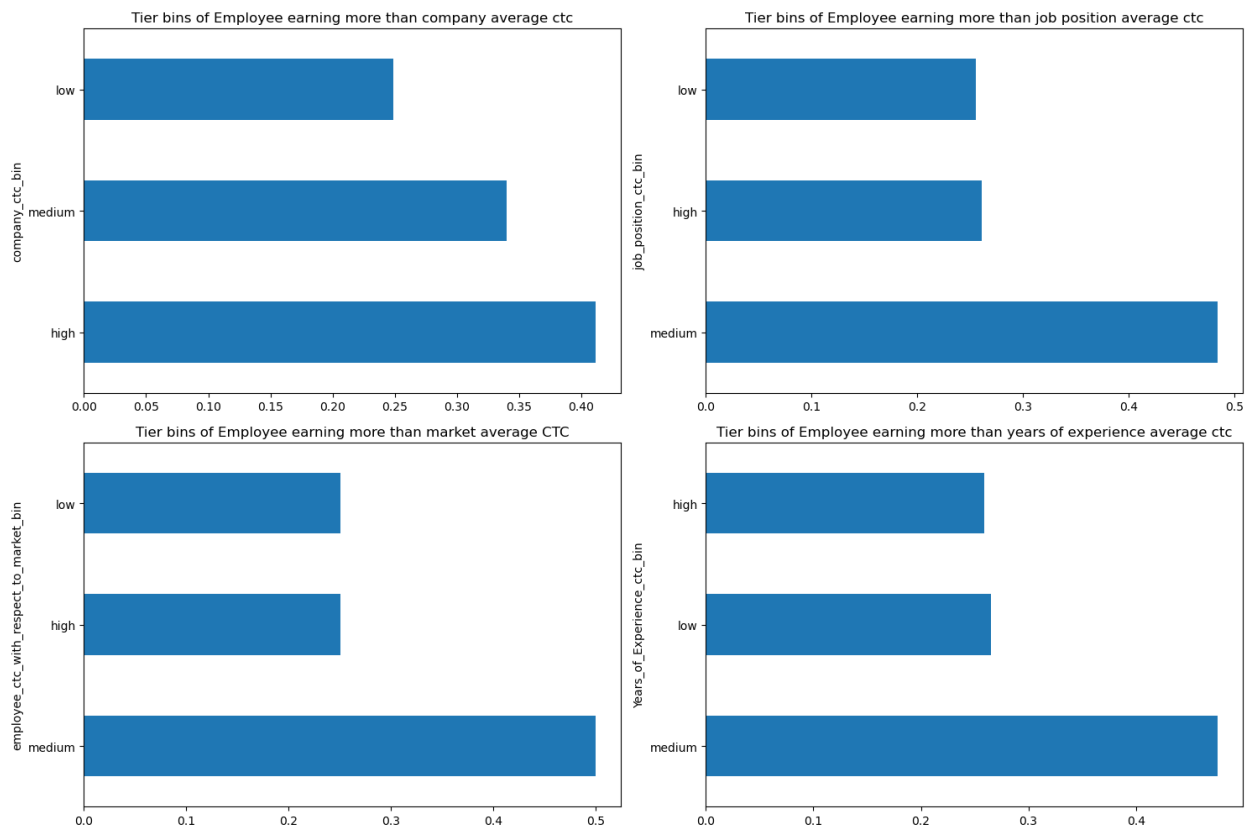 Tier bins of Employee earning more than company average ctc
company_ctc_bin
low
medium
high
0.00 0.05 0.10 0.15 0.20 0.25 0.30 0.35 0.40
Tier bins of Employee earning more than job position average ctc
job_position_ctc_bin
low
high
medium
0.0 0.1 0.2 0.3 0.4 0.5
Tier bins of Employee earning more than market average CTC
employee_ctc_with_respect_to_market_bin
low
high
medium
0.0 0.1 0.2 0.3 0.4 0.5
Tier bins of Employee earning more than years of experience average ctc
Years_of_Experience_ctc_bin
high
low
medium
0.0 0.1 0.2 0.3 0.4